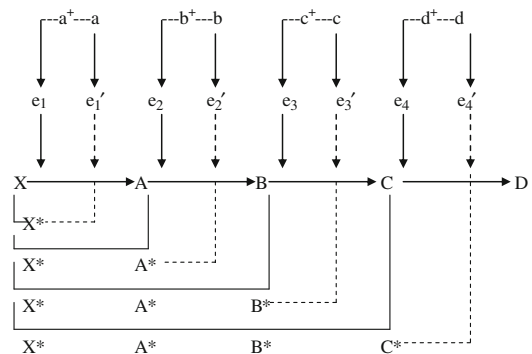 ---a⁺---a ---b⁺---b ---c⁺---c ---d⁺---d
e₁ e₁′ e₂ e₂′ e₃ e₃′ e₄ e₄′
X A B C D
X*
X* A*
X* A* B*
X* A* B* C*